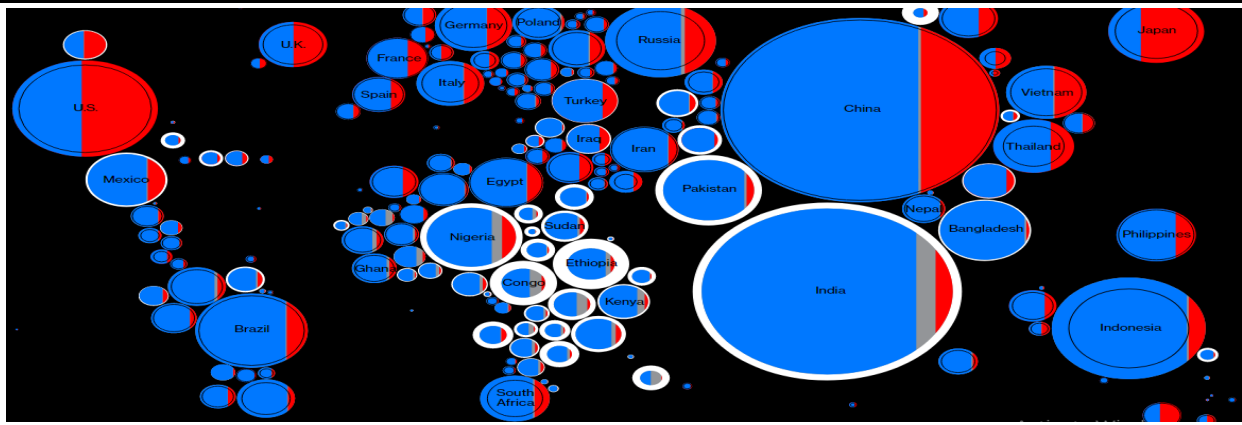 Germany
Poland
U.K.
Russia
Japan
France
Italy
Spain
Turkey
U.S.
China
Vietnam
Iraq
Iran
Thailand
Mexico
Egypt
Pakistan
Nepal
Nigeria
Sudan
Bangladesh
Philippines
Ghana
Ethiopia
Congo
India
Kenya
Brazil
Indonesia
South
Africa